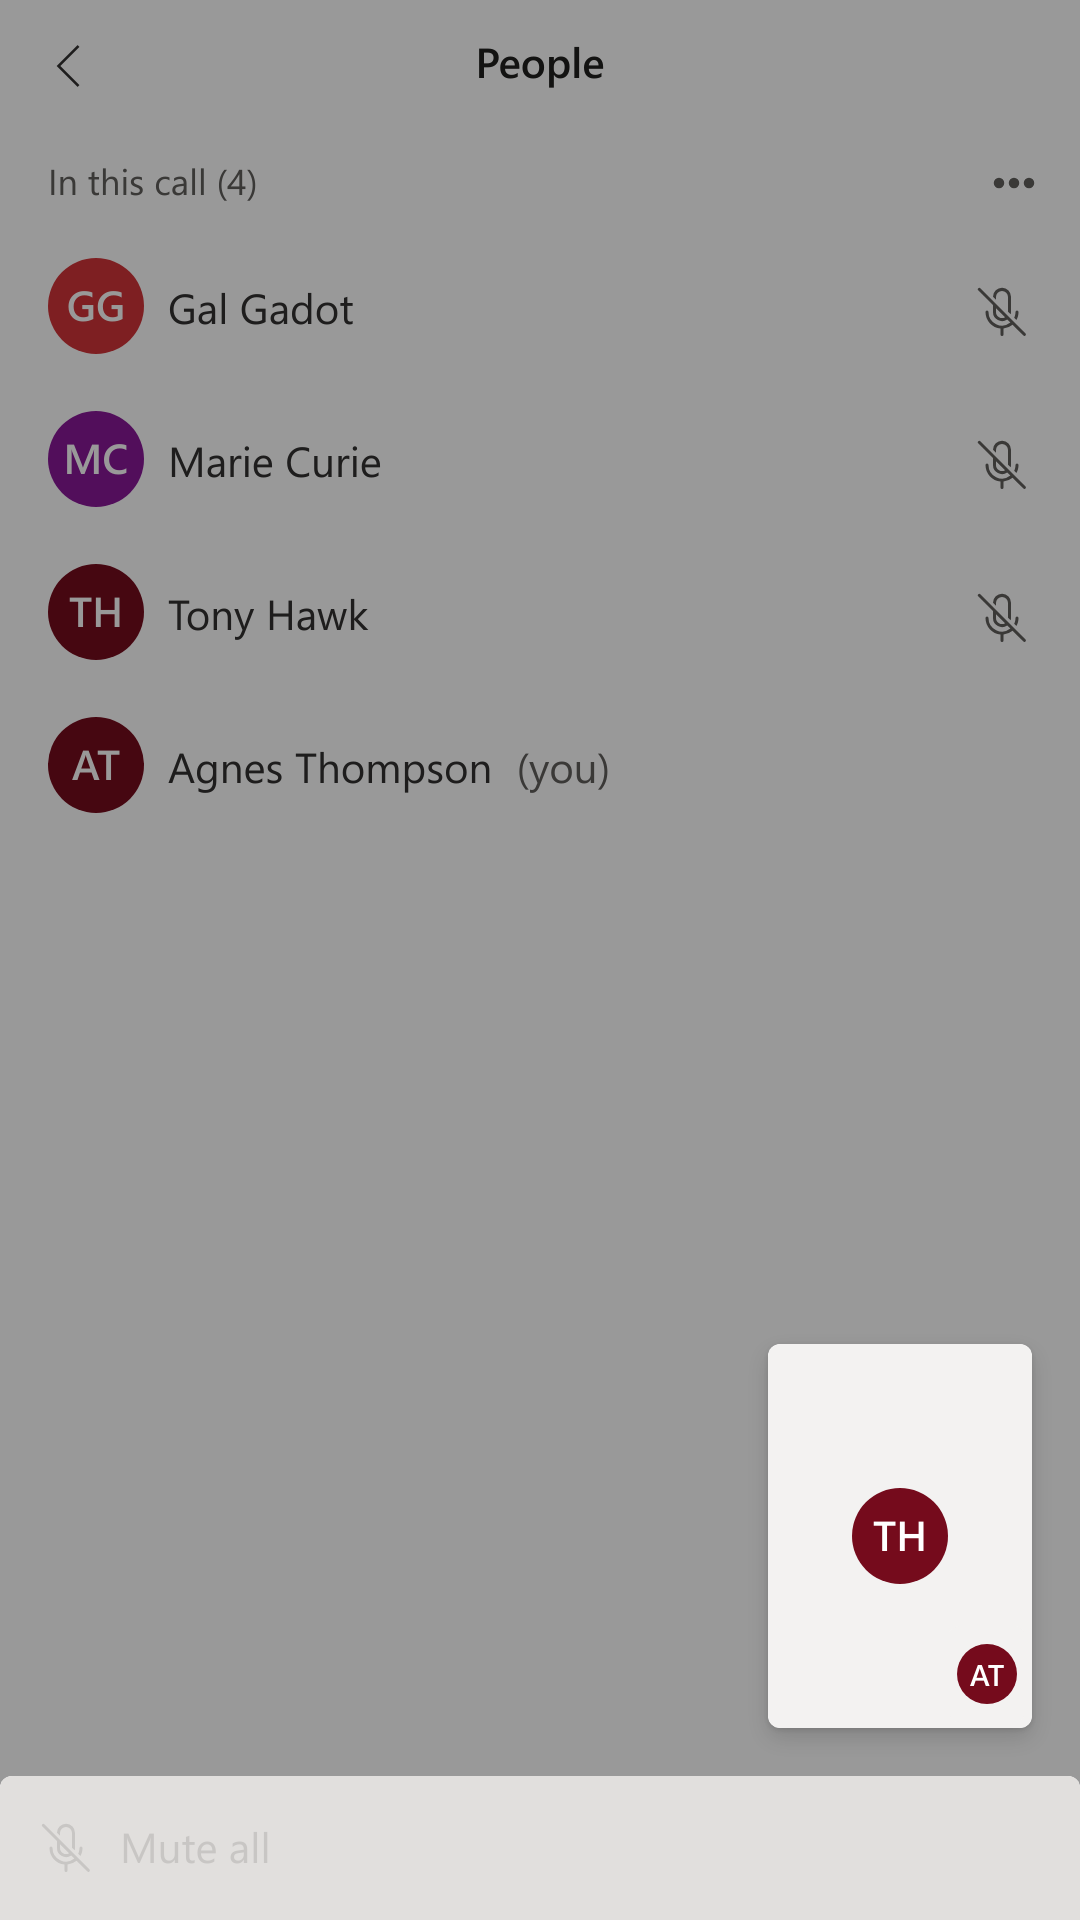 People
In this call (4)
GG Gal Gadot
MC Marie Curie
TH Tony Hawk
AT Agnes Thompson (you)
TH
AT
Mute all